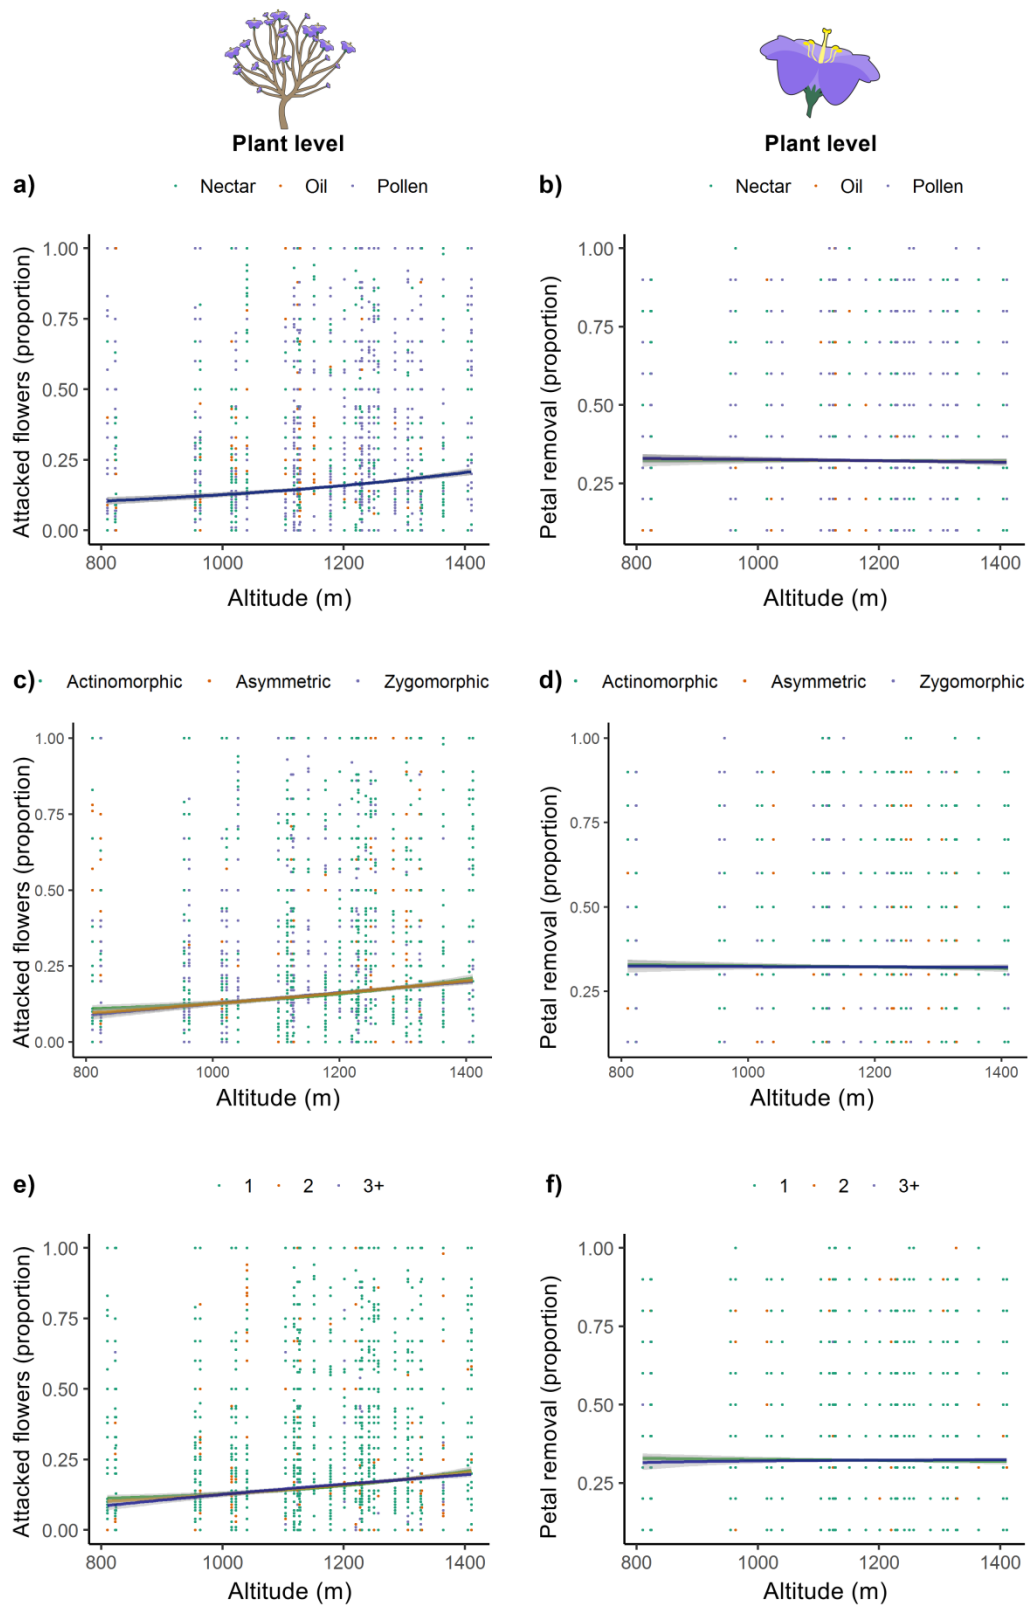 Plant level
Plant level
a)
Nectar Oil Pollen
b)
Nectar Oil Pollen
Attacked flowers (proportion)
1.00
0.75
0.50
0.25
0.00
800 1000 1200 1400
Altitude (m)
Petal removal (proportion)
1.00
0.75
0.50
0.25
800 1000 1200 1400
Altitude (m)
c)
Actinomorphic Asymmetric Zygomorphic
d)
Actinomorphic Asymmetric Zygomorphic
Attacked flowers (proportion)
1.00
0.75
0.50
0.25
0.00
800 1000 1200 1400
Altitude (m)
Petal removal (proportion)
1.00
0.75
0.50
0.25
800 1000 1200 1400
Altitude (m)
e)
1 2 3+
f)
1 2 3+
Attacked flowers (proportion)
1.00
0.75
0.50
0.25
0.00
800 1000 1200 1400
Altitude (m)
Petal removal (proportion)
1.00
0.75
0.50
0.25
800 1000 1200 1400
Altitude (m)